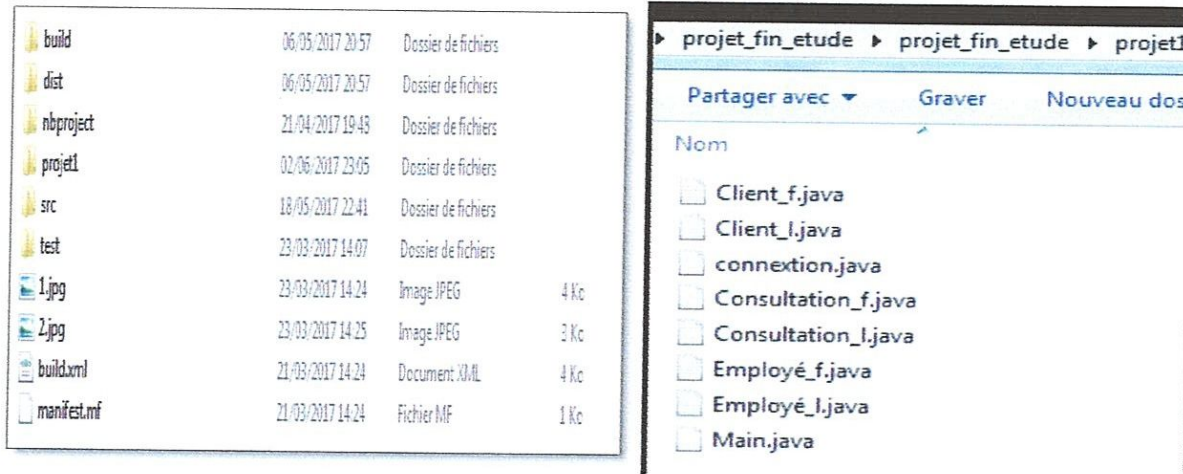 build 06/05/2017 20:57 Dossier de fichiers
dist 06/05/2017 20:57 Dossier de fichiers
nbproject 21/04/2017 19:43 Dossier de fichiers
projet1 02/06/2017 23:05 Dossier de fichiers
src 18/05/2017 22:41 Dossier de fichiers
test 23/03/2017 14:07 Dossier de fichiers
1.jpg 23/03/2017 14:24 Image JPEG 4 Ko
2.jpg 23/03/2017 14:25 Image JPEG 3 Ko
build.xml 21/03/2017 14:24 Document XML 4 Ko
manifest.mf 21/03/2017 14:24 Fichier MF 1 Ko
projet_fin_etude projet_fin_etude projet1
Partager avec Graver Nouveau dos
Nom
Client_f.java
Client_l.java
connextion.java
Consultation_f.java
Consultation_l.java
Employé_f.java
Employé_l.java
Main.java